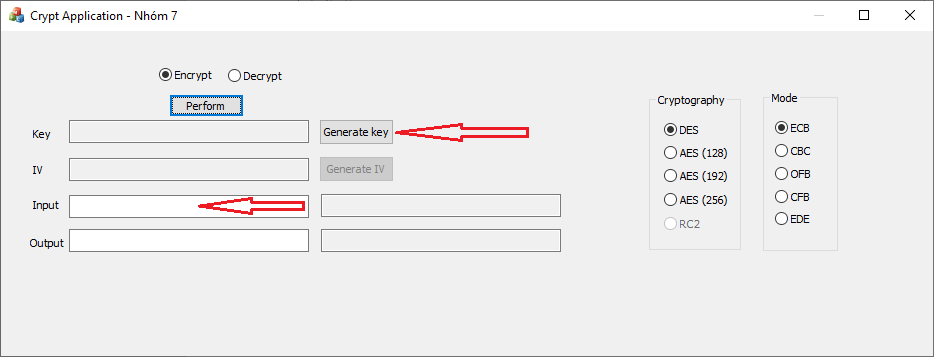 Crypt Application - Nhóm 7
Encrypt Decrypt
Perform
Key Generate key
IV Generate IV
Input
Output
Cryptography
DES
AES (128)
AES (192)
AES (256)
RC2
Mode
ECB
CBC
OFB
CFB
EDE